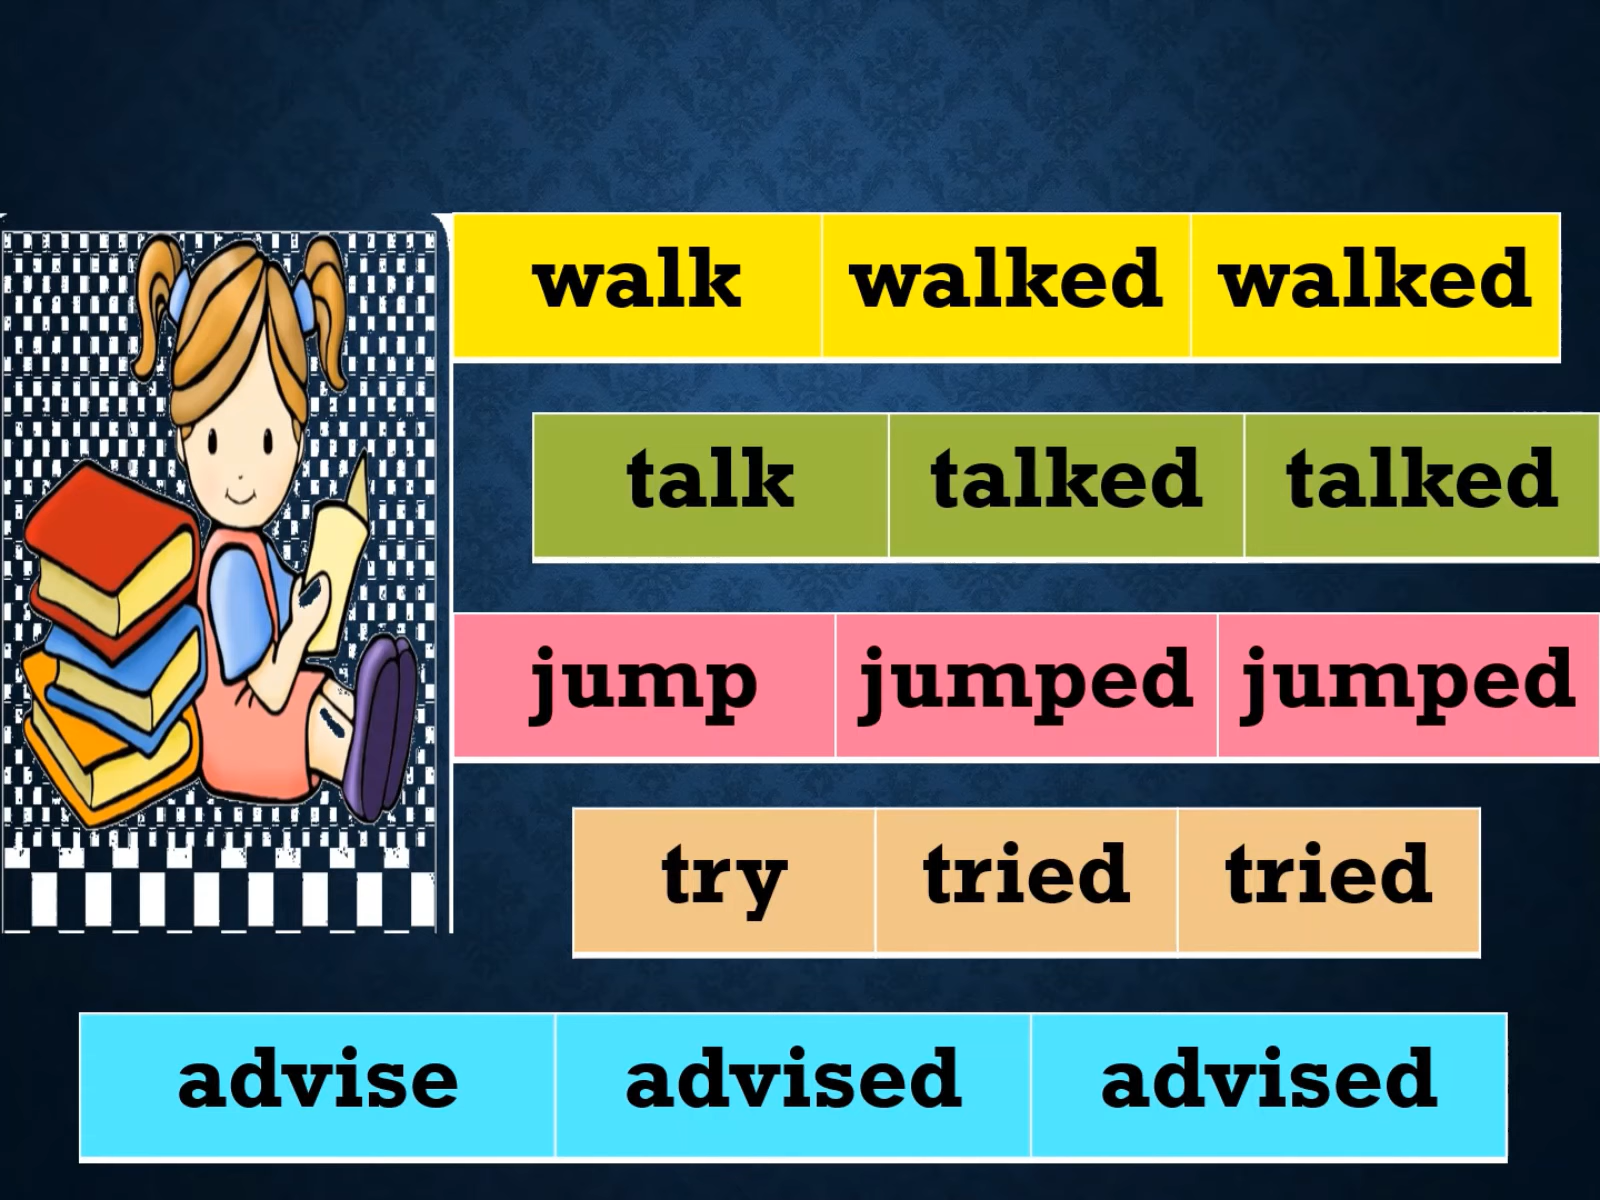 walk walked walked
talk talked talked
jump jumped jumped
try tried tried
advise advised advised